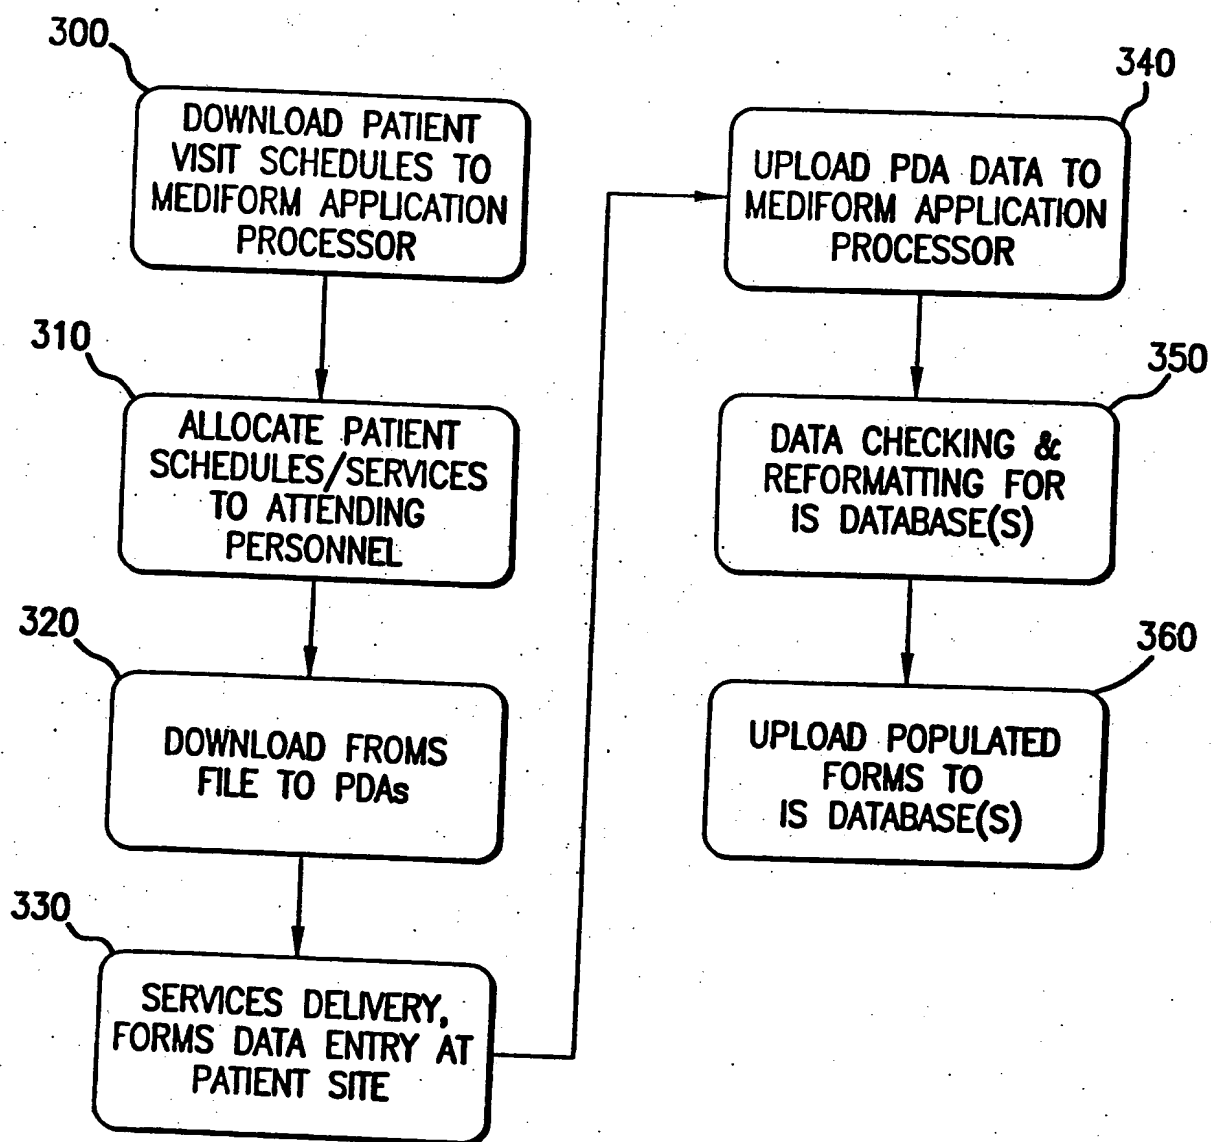 300
DOWNLOAD PATIENT
VISIT SCHEDULES TO
MEDIFORM APPLICATION
PROCESSOR
310
ALLOCATE PATIENT
SCHEDULES/SERVICES
TO ATTENDING
PERSONNEL
320
DOWNLOAD FROMS
FILE TO PDAs
330
SERVICES DELIVERY,
FORMS DATA ENTRY AT
PATIENT SITE
340
UPLOAD PDA DATA TO
MEDIFORM APPLICATION
PROCESSOR
350
DATA CHECKING &
REFORMATTING FOR
IS DATABASE(S)
360
UPLOAD POPULATED
FORMS TO
IS DATABASE(S)